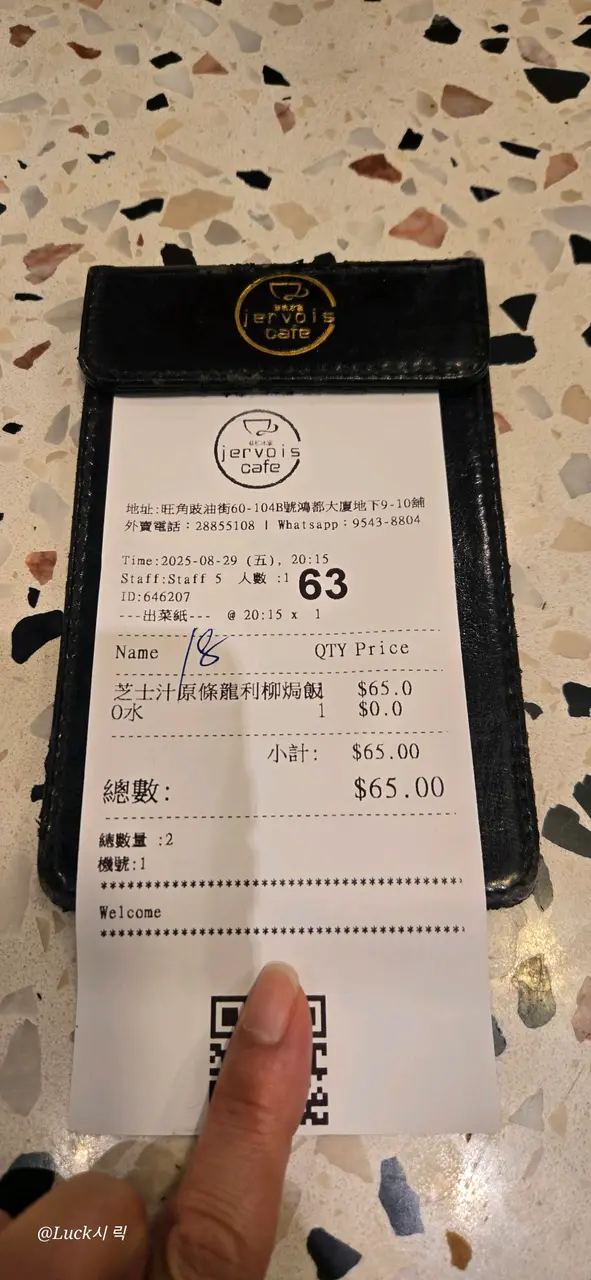 jervois
cafe
jervois
cafe
地址:旺角豉油街60-104B號鴻都大廈地下9-10舖
外賣電話：28855108 | Whatsapp：9543-8804
Time:2025-08-29 (五), 20:15
Staff:Staff 5 人數 :1 63
ID:646207
---出菜紙--- @ 20:15 x 1
18
Name QTY Price
芝士汁原條龍利柳焗飯 1 $65.0
O水 1 $0.0
小計: $65.00
總數: $65.00
總數量 :2
機號:1
Welcome
@Luck시 릭